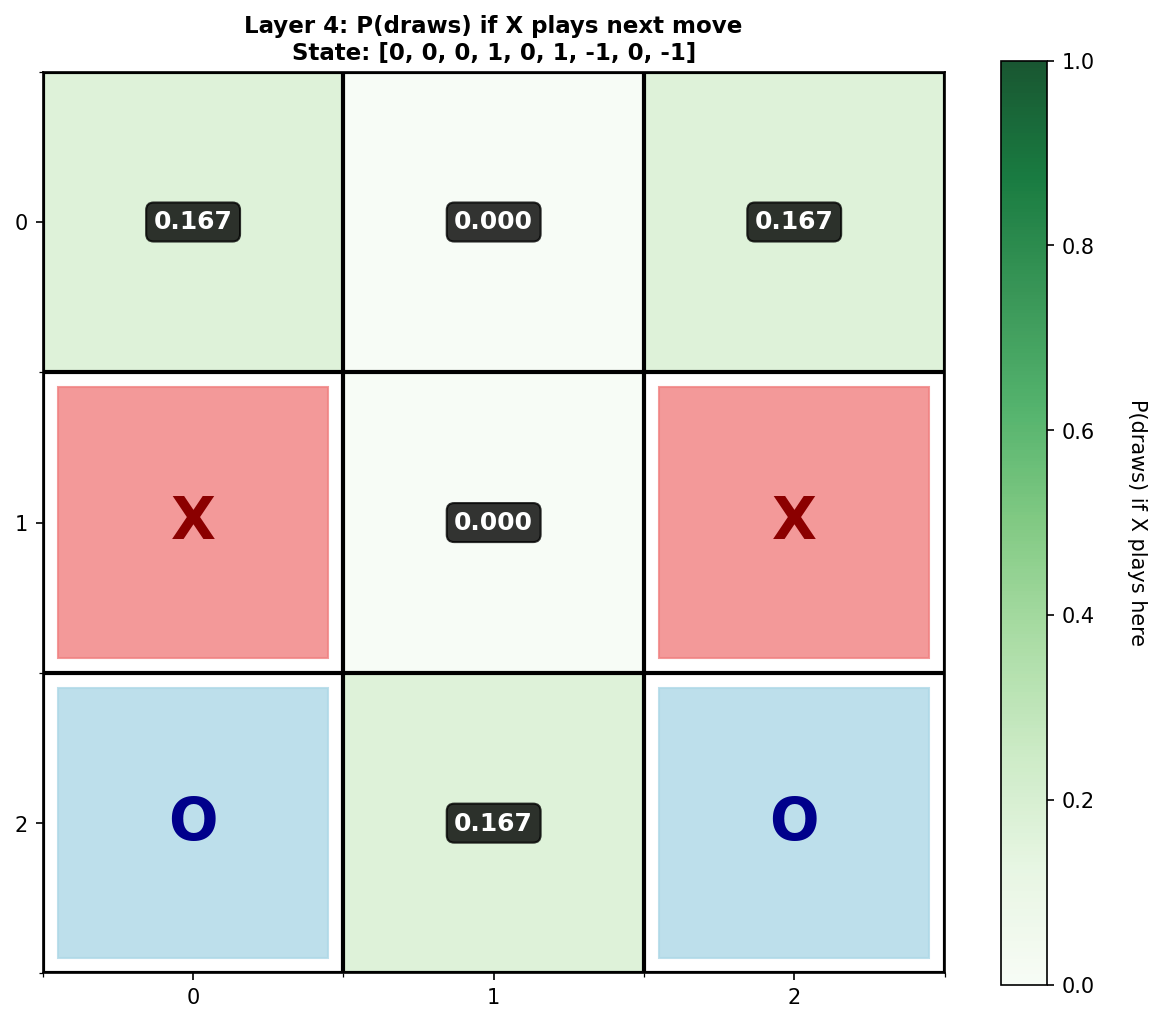 Layer 4: P(draws) if X plays next move
State: [0, 0, 0, 1, 0, 1, -1, 0, -1]
0.167 0.000 0.167
X 0.000 X
O 0.167 O
0
1
2
0 1 2
1.0
0.8
0.6
0.4
0.2
0.0
P(draws) if X plays here